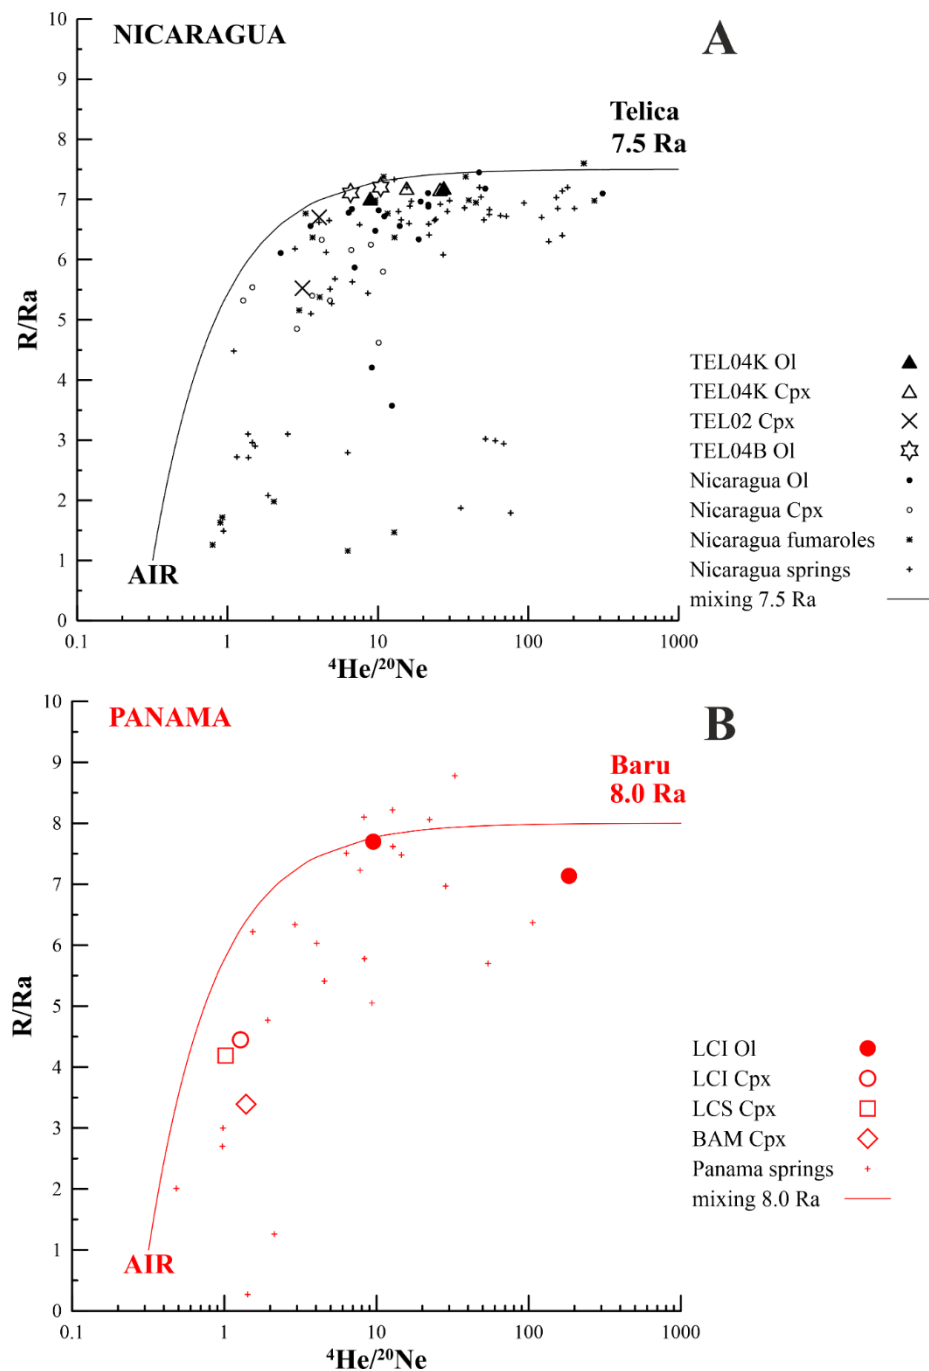 NICARAGUA
A
10
9
8
7
6
5
4
3
2
1
0
R/Ra
Telica
7.5 Ra
AIR
TEL04K Ol
TEL04K Cpx
TEL02 Cpx
TEL04B Ol
Nicaragua Ol
Nicaragua Cpx
Nicaragua fumaroles
Nicaragua springs
mixing 7.5 Ra
0.1 1 10 100 1000
⁴He/²⁰Ne
PANAMA
B
10
9
8
7
6
5
4
3
2
1
0
R/Ra
Baru
8.0 Ra
AIR
LCI Ol
LCI Cpx
LCS Cpx
BAM Cpx
Panama springs
mixing 8.0 Ra
0.1 1 10 100 1000
⁴He/²⁰Ne